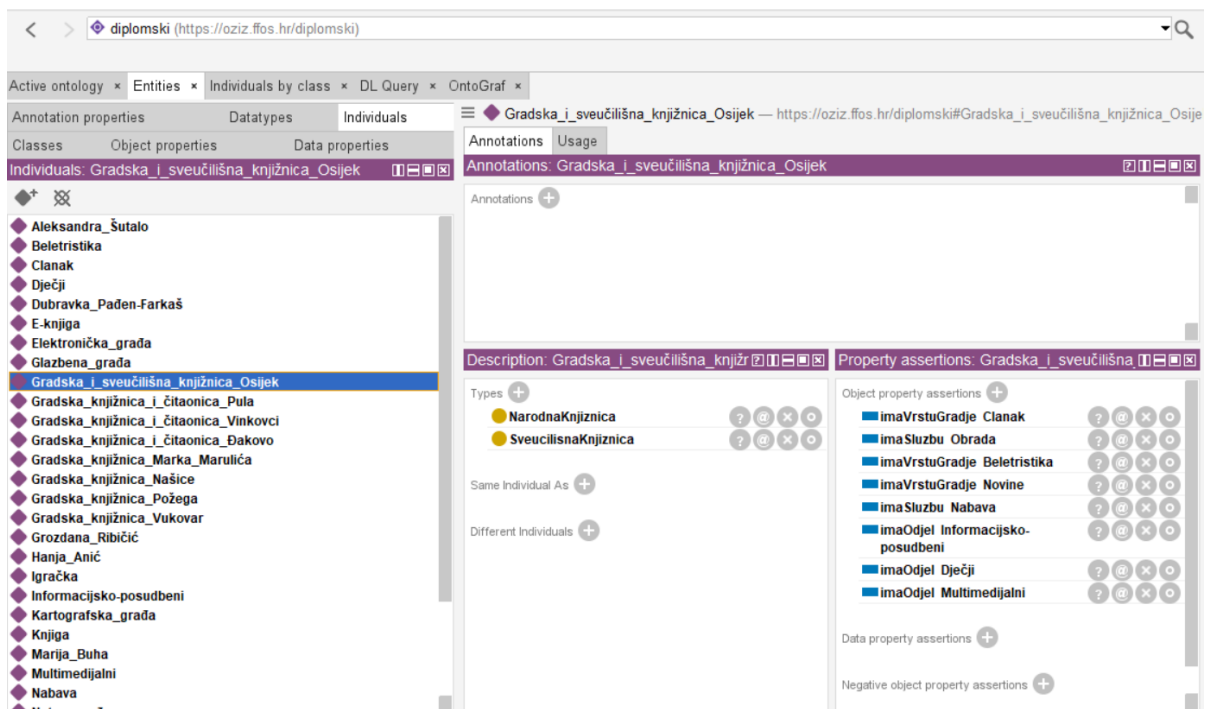 diplomski (https://oziz.ffos.hr/diplomski)
Active ontology × Entities × Individuals by class × DL Query × OntoGraf ×
Annotation properties Datatypes Individuals
Classes Object properties Data properties
Individuals: Gradska_i_sveučilišna_knjižnica_Osijek
Aleksandra_Šutalo
Beletristika
Clanak
Dječji
Dubravka_Pađen-Farkaš
E-knjiga
Elektronička_građa
Glazbena_građa
Gradska_i_sveučilišna_knjižnica_Osijek
Gradska_knjižnica_i_čitaonica_Pula
Gradska_knjižnica_i_čitaonica_Vinkovci
Gradska_knjižnica_i_čitaonica_Đakovo
Gradska_knjižnica_Marka_Marulića
Gradska_knjižnica_Našice
Gradska_knjižnica_Požega
Gradska_knjižnica_Vukovar
Grozdana_Ribičić
Hanja_Anić
Igračka
Informacijsko-posudbeni
Kartografska_građa
Knjiga
Marija_Buha
Multimedijalni
Nabava
Gradska_i_sveučilišna_knjižnica_Osijek — https://oziz.ffos.hr/diplomski#Gradska_i_sveučilišna_knjižnica_Osije
Annotations Usage
Annotations: Gradska_i_sveučilišna_knjižnica_Osijek
Annotations
Description: Gradska_i_sveučilišna_knjižr
Types
NarodnaKnjiznica
SveucilisnaKnjiznica
Same Individual As
Different Individuals
Property assertions: Gradska_i_sveučilišna_
Object property assertions
imaVrstuGradje Clanak
imaSluzbu Obrada
imaVrstuGradje Beletristika
imaVrstuGradje Novine
imaSluzbu Nabava
imaOdjel Informacijsko-
posudbeni
imaOdjel Dječji
imaOdjel Multimedijalni
Data property assertions
Negative object property assertions